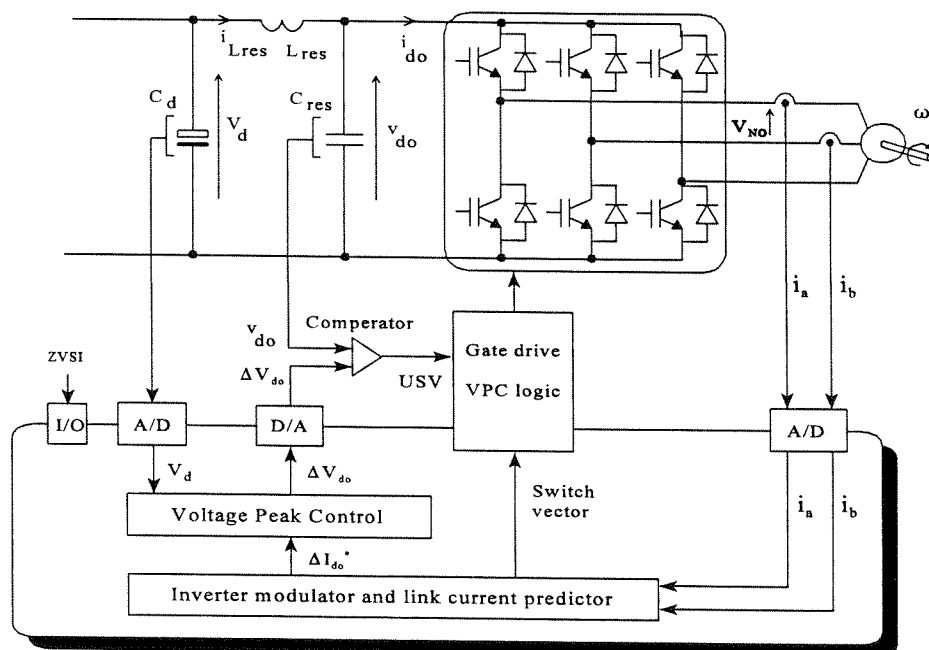 i Lres
L res
i do
C d
V d
C res
v do
V NO
ω
i a
i b
v do
Comperator
ΔV do
USV
Gate drive
VPC logic
ZVSI
I/O
A/D
D/A
A/D
V d
ΔV do
Switch
vector
i a
i b
Voltage Peak Control
ΔI do *
Inverter modulator and link current predictor